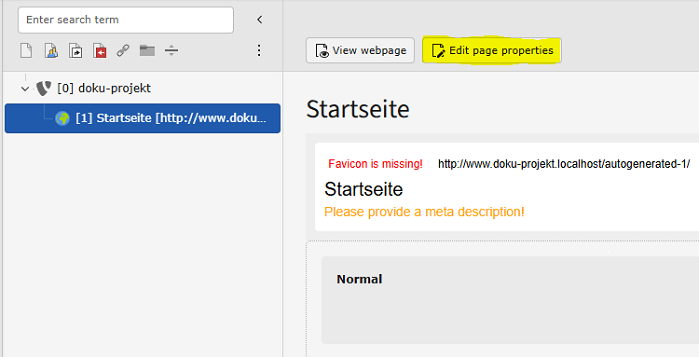 Enter search term
View webpage
Edit page properties
[0] doku-projekt
[1] Startseite [http://www.doku...
Startseite
Favicon is missing! http://www.doku-projekt.localhost/autogenerated-1/
Startseite
Please provide a meta description!
Normal